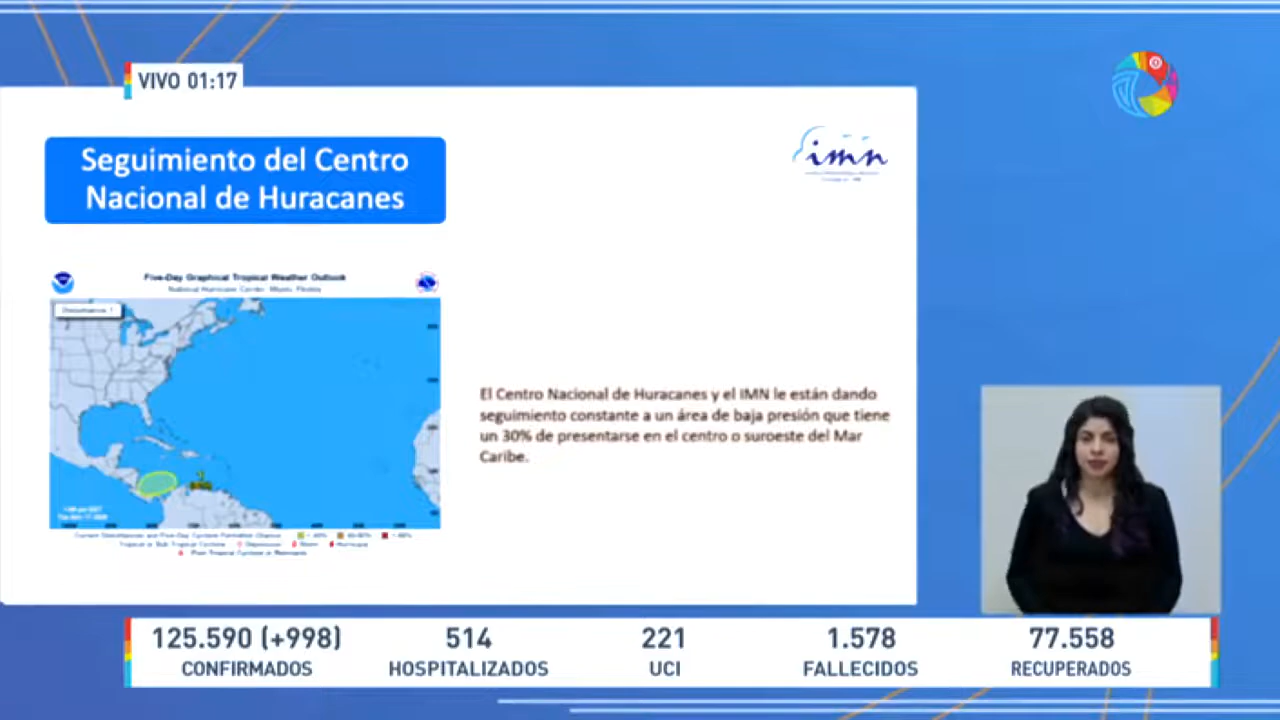 VIVO 01:17
Seguimiento del Centro
Nacional de Huracanes
imn
Five-Day Graphical Tropical Weather Outlook
National Hurricane Center Miami, Florida
El Centro Nacional de Huracanes y el IMN le están dando
seguimiento constante a un área de baja presión que tiene
un 30% de presentarse en el centro o suroeste del Mar
Caribe.
125.590 (+998)
CONFIRMADOS
514
HOSPITALIZADOS
221
UCI
1.578
FALLECIDOS
77.558
RECUPERADOS